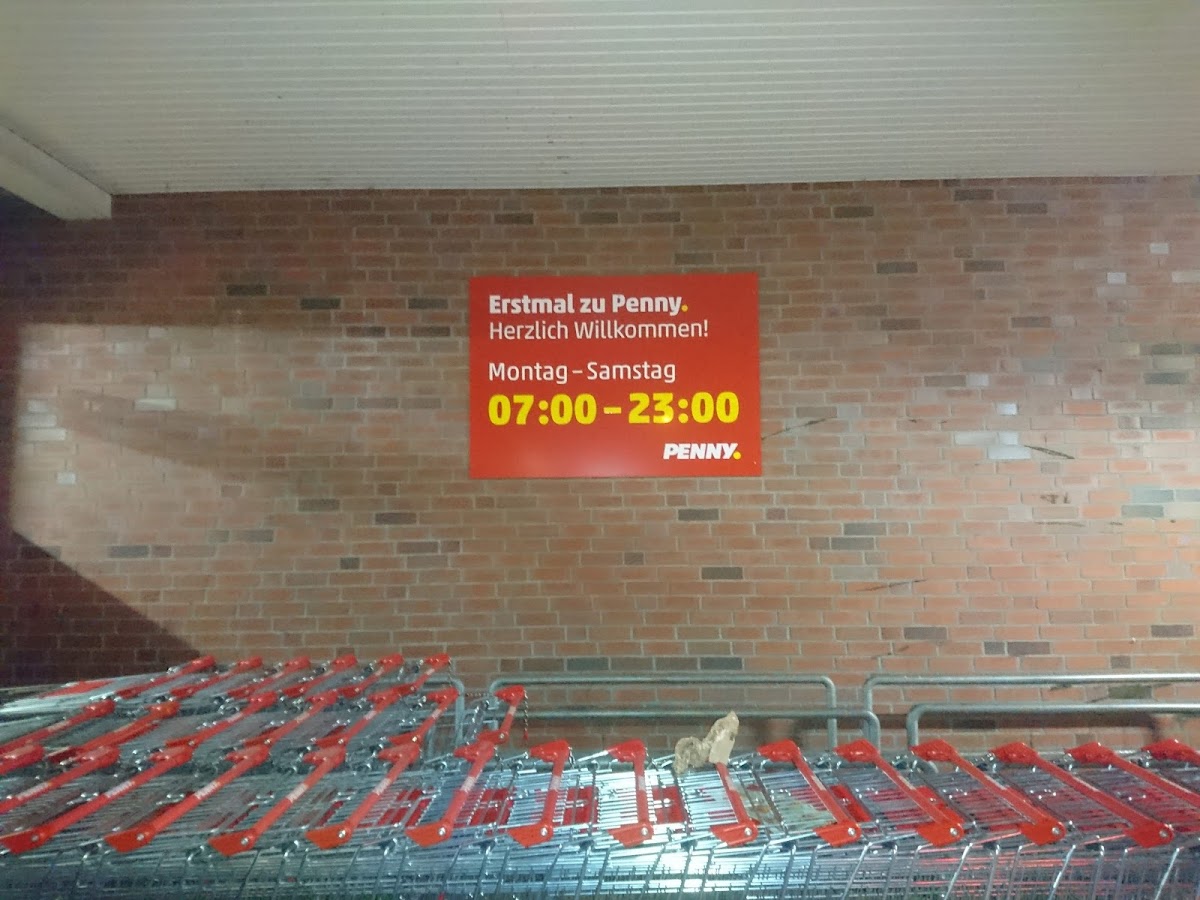 Erstmal zu Penny.
Herzlich Willkommen!
Montag – Samstag
07:00 – 23:00
PENNY.